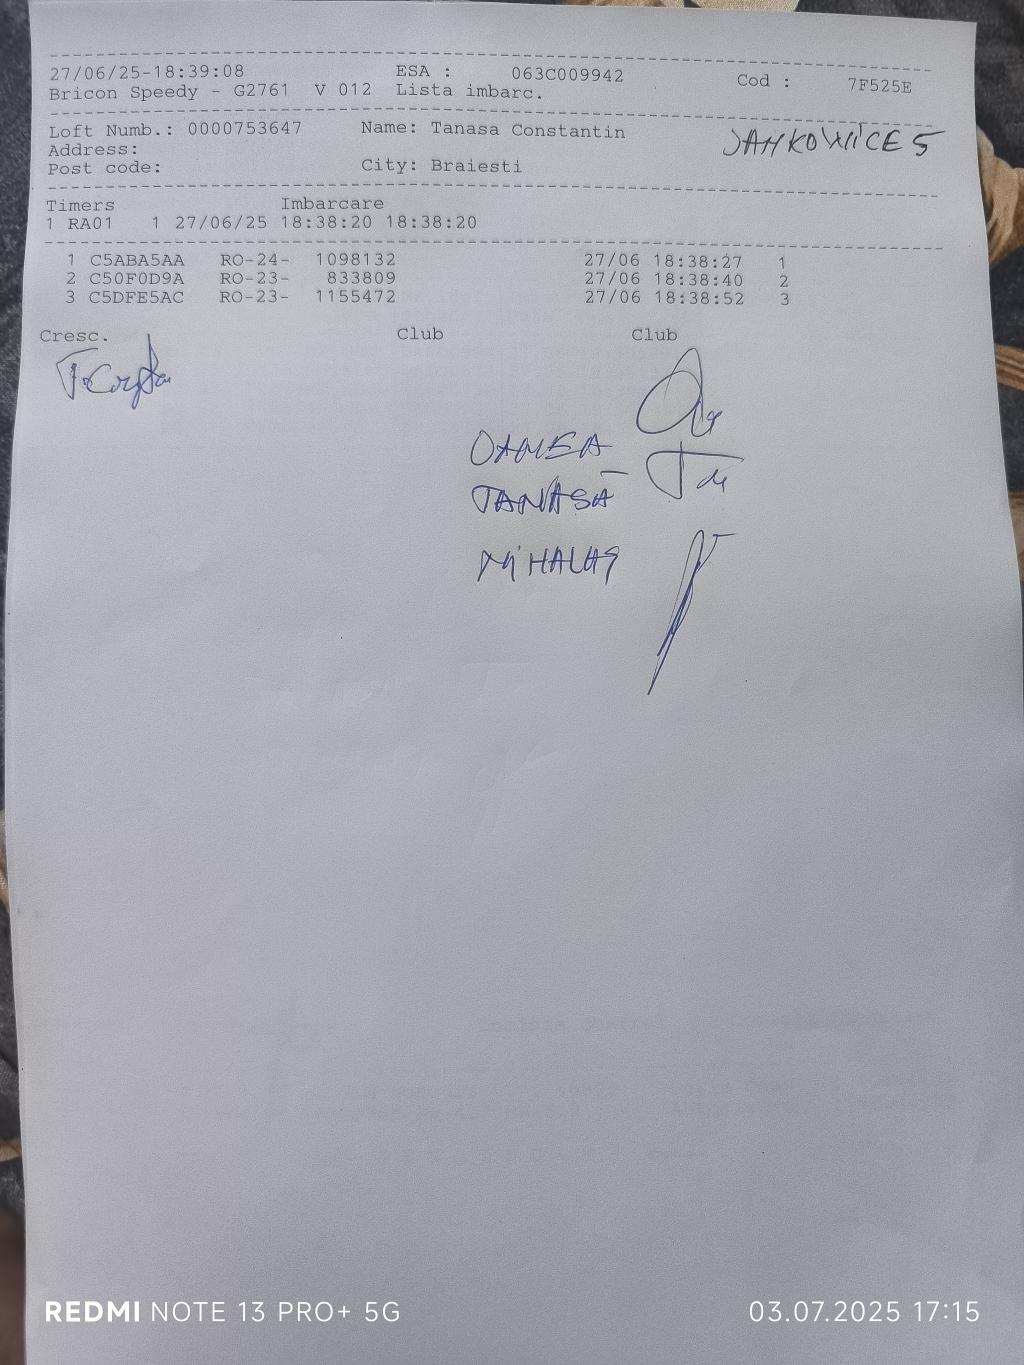 27/06/25-18:39:08 ESA : 063C009942 Cod : 7F525E
Bricon Speedy - G2761 V 012 Lista imbarc.
Loft Numb.: 0000753647 Name: Tanasa Constantin
JANKOWICE 5
Address:
Post code: City: Braiesti
Timers Imbarcare
1 RA01 1 27/06/25 18:38:20 18:38:20
1 C5ABA5AA RO-24- 1098132 27/06 18:38:27 1
2 C50F0D9A RO-23- 833809 27/06 18:38:40 2
3 C5DFE5AC RO-23- 1155472 27/06 18:38:52 3
Cresc. Club Club
OANEA
TANASĂ
MIHALAȘ
REDMI NOTE 13 PRO+ 5G 03.07.2025 17:15